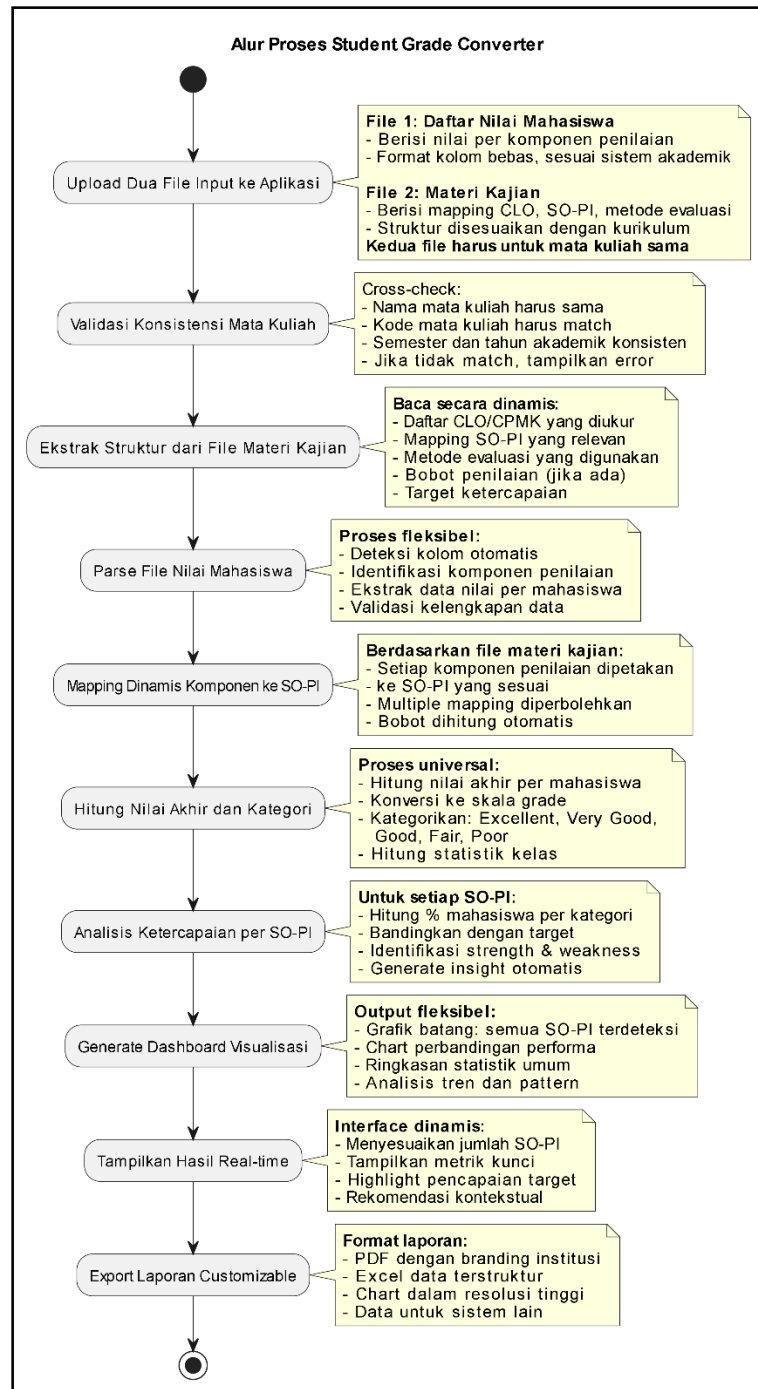 Alur Proses Student Grade Converter
Upload Dua File Input ke Aplikasi
File 1: Daftar Nilai Mahasiswa
- Berisi nilai per komponen penilaian
- Format kolom bebas, sesuai sistem akademik
File 2: Materi Kajian
- Berisi mapping CLO, SO-PI, metode evaluasi
- Struktur disesuaikan dengan kurikulum
Kedua file harus untuk mata kuliah sama
Validasi Konsistensi Mata Kuliah
Cross-check:
- Nama mata kuliah harus sama
- Kode mata kuliah harus match
- Semester dan tahun akademik konsisten
- Jika tidak match, tampilkan error
Ekstrak Struktur dari File Materi Kajian
Baca secara dinamis:
- Daftar CLO/CPMK yang diukur
- Mapping SO-PI yang relevan
- Metode evaluasi yang digunakan
- Bobot penilaian (jika ada)
- Target ketercapaian
Parse File Nilai Mahasiswa
Proses fleksibel:
- Deteksi kolom otomatis
- Identifikasi komponen penilaian
- Ekstrak data nilai per mahasiswa
- Validasi kelengkapan data
Mapping Dinamis Komponen ke SO-PI
Berdasarkan file materi kajian:
- Setiap komponen penilaian dipetakan
- ke SO-PI yang sesuai
- Multiple mapping diperbolehkan
- Bobot dihitung otomatis
Hitung Nilai Akhir dan Kategori
Proses universal:
- Hitung nilai akhir per mahasiswa
- Konversi ke skala grade
- Kategorikan: Excellent, Very Good,
Good, Fair, Poor
- Hitung statistik kelas
Analisis Ketercapaian per SO-PI
Untuk setiap SO-PI:
- Hitung % mahasiswa per kategori
- Bandingkan dengan target
- Identifikasi strength & weakness
- Generate insight otomatis
Generate Dashboard Visualisasi
Output fleksibel:
- Grafik batang: semua SO-PI terdeteksi
- Chart perbandingan performa
- Ringkasan statistik umum
- Analisis tren dan pattern
Tampilkan Hasil Real-time
Interface dinamis:
- Menyesuaikan jumlah SO-PI
- Tampilkan metrik kunci
- Highlight pencapaian target
- Rekomendasi kontekstual
Export Laporan Customizable
Format laporan:
- PDF dengan branding institusi
- Excel data terstruktur
- Chart dalam resolusi tinggi
- Data untuk sistem lain